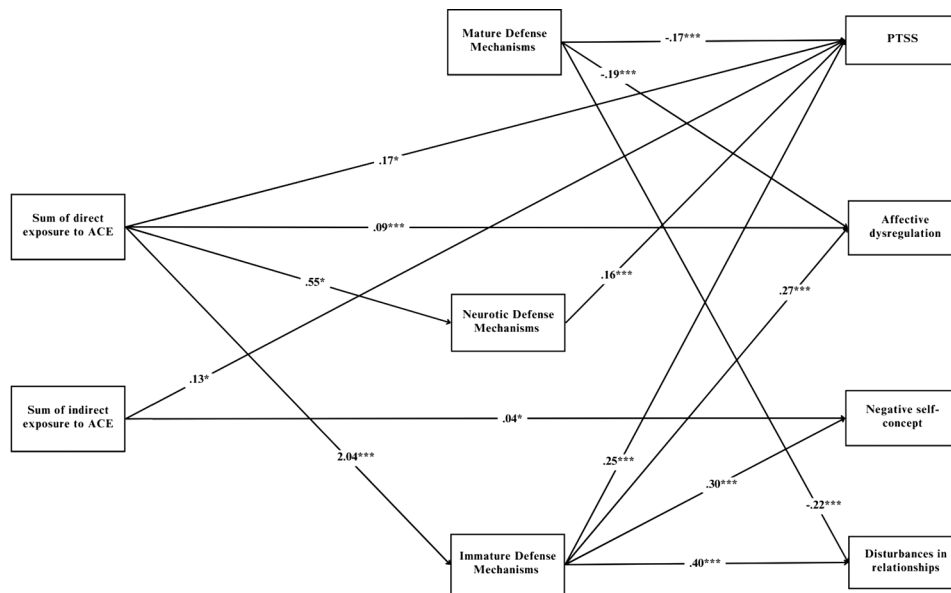 Mature Defense
Mechanisms
-.17***
PTSS
-.19***
.17*
Sum of direct
exposure to ACE
.09***
Affective
dysregulation
.55*
.16***
.27***
Neurotic Defense
Mechanisms
.13*
Sum of indirect
exposure to ACE
.04*
Negative self-
concept
2.04***
.25***
.30***
-.22***
Immature Defense
Mechanisms
.40***
Disturbances in
relationships